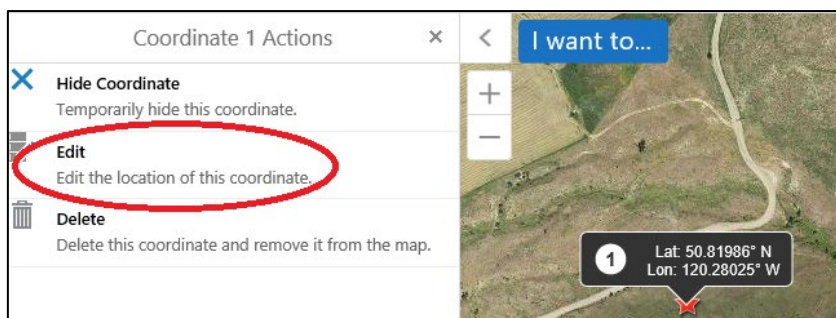 Coordinate 1 Actions
Hide Coordinate
Temporarily hide this coordinate.
Edit
Edit the location of this coordinate.
Delete
Delete this coordinate and remove it from the map.
I want to...
1
Lat: 50.81986° N
Lon: 120.28025° W